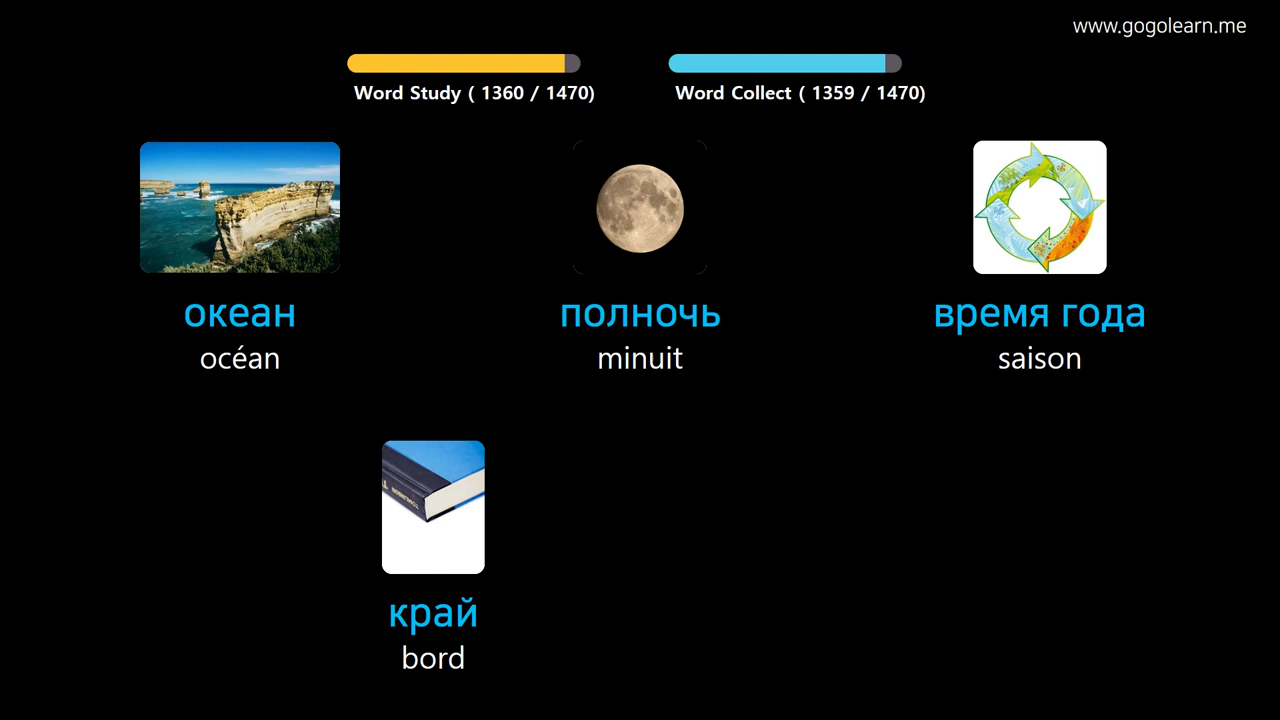 www.gogolearn.me
Word Study ( 1360 / 1470)
Word Collect ( 1359 / 1470)
океан
océan
полночь
minuit
время года
saison
край
bord